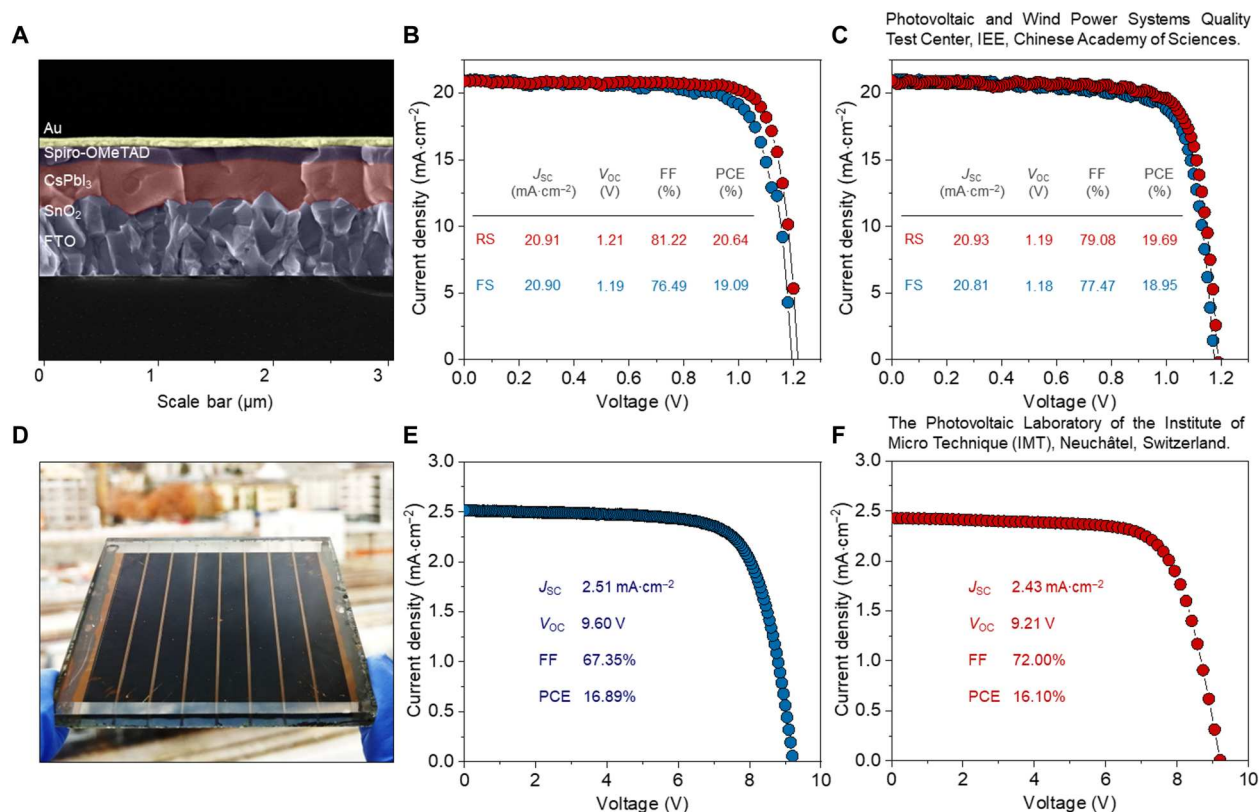 A
Au
Spiro-OMeTAD
CsPbI₃
SnO₂
FTO
0 1 2 3
Scale bar (µm)
B
Current density (mA·cm⁻²)
20
15
10
5
0
J_SC V_OC FF PCE
(mA·cm⁻²) (V) (%) (%)
RS 20.91 1.21 81.22 20.64
FS 20.90 1.19 76.49 19.09
0.0 0.2 0.4 0.6 0.8 1.0 1.2
Voltage (V)
C
Photovoltaic and Wind Power Systems Quality
Test Center, IEE, Chinese Academy of Sciences.
Current density (mA·cm⁻²)
20
15
10
5
0
J_SC V_OC FF PCE
(mA·cm⁻²) (V) (%) (%)
RS 20.93 1.19 79.08 19.69
FS 20.81 1.18 77.47 18.95
0.0 0.2 0.4 0.6 0.8 1.0 1.2
Voltage (V)
D
E
Current density (mA·cm⁻²)
3.0
2.5
2.0
1.5
1.0
0.5
0.0
J_SC 2.51 mA·cm⁻²
V_OC 9.60 V
FF 67.35%
PCE 16.89%
0 2 4 6 8 10
Voltage (V)
F
The Photovoltaic Laboratory of the Institute of
Micro Technique (IMT), Neuchâtel, Switzerland.
Current density (mA·cm⁻²)
3.0
2.5
2.0
1.5
1.0
0.5
0.0
J_SC 2.43 mA·cm⁻²
V_OC 9.21 V
FF 72.00%
PCE 16.10%
0 2 4 6 8 10
Voltage (V)